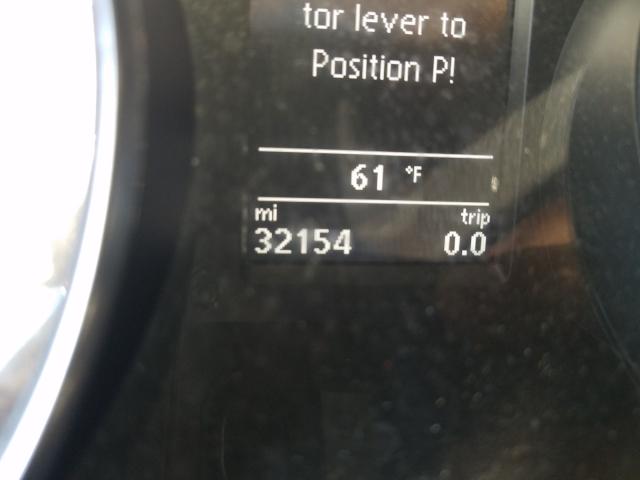 tor lever to
Position P!
61 °F
mi trip
32154 0.0